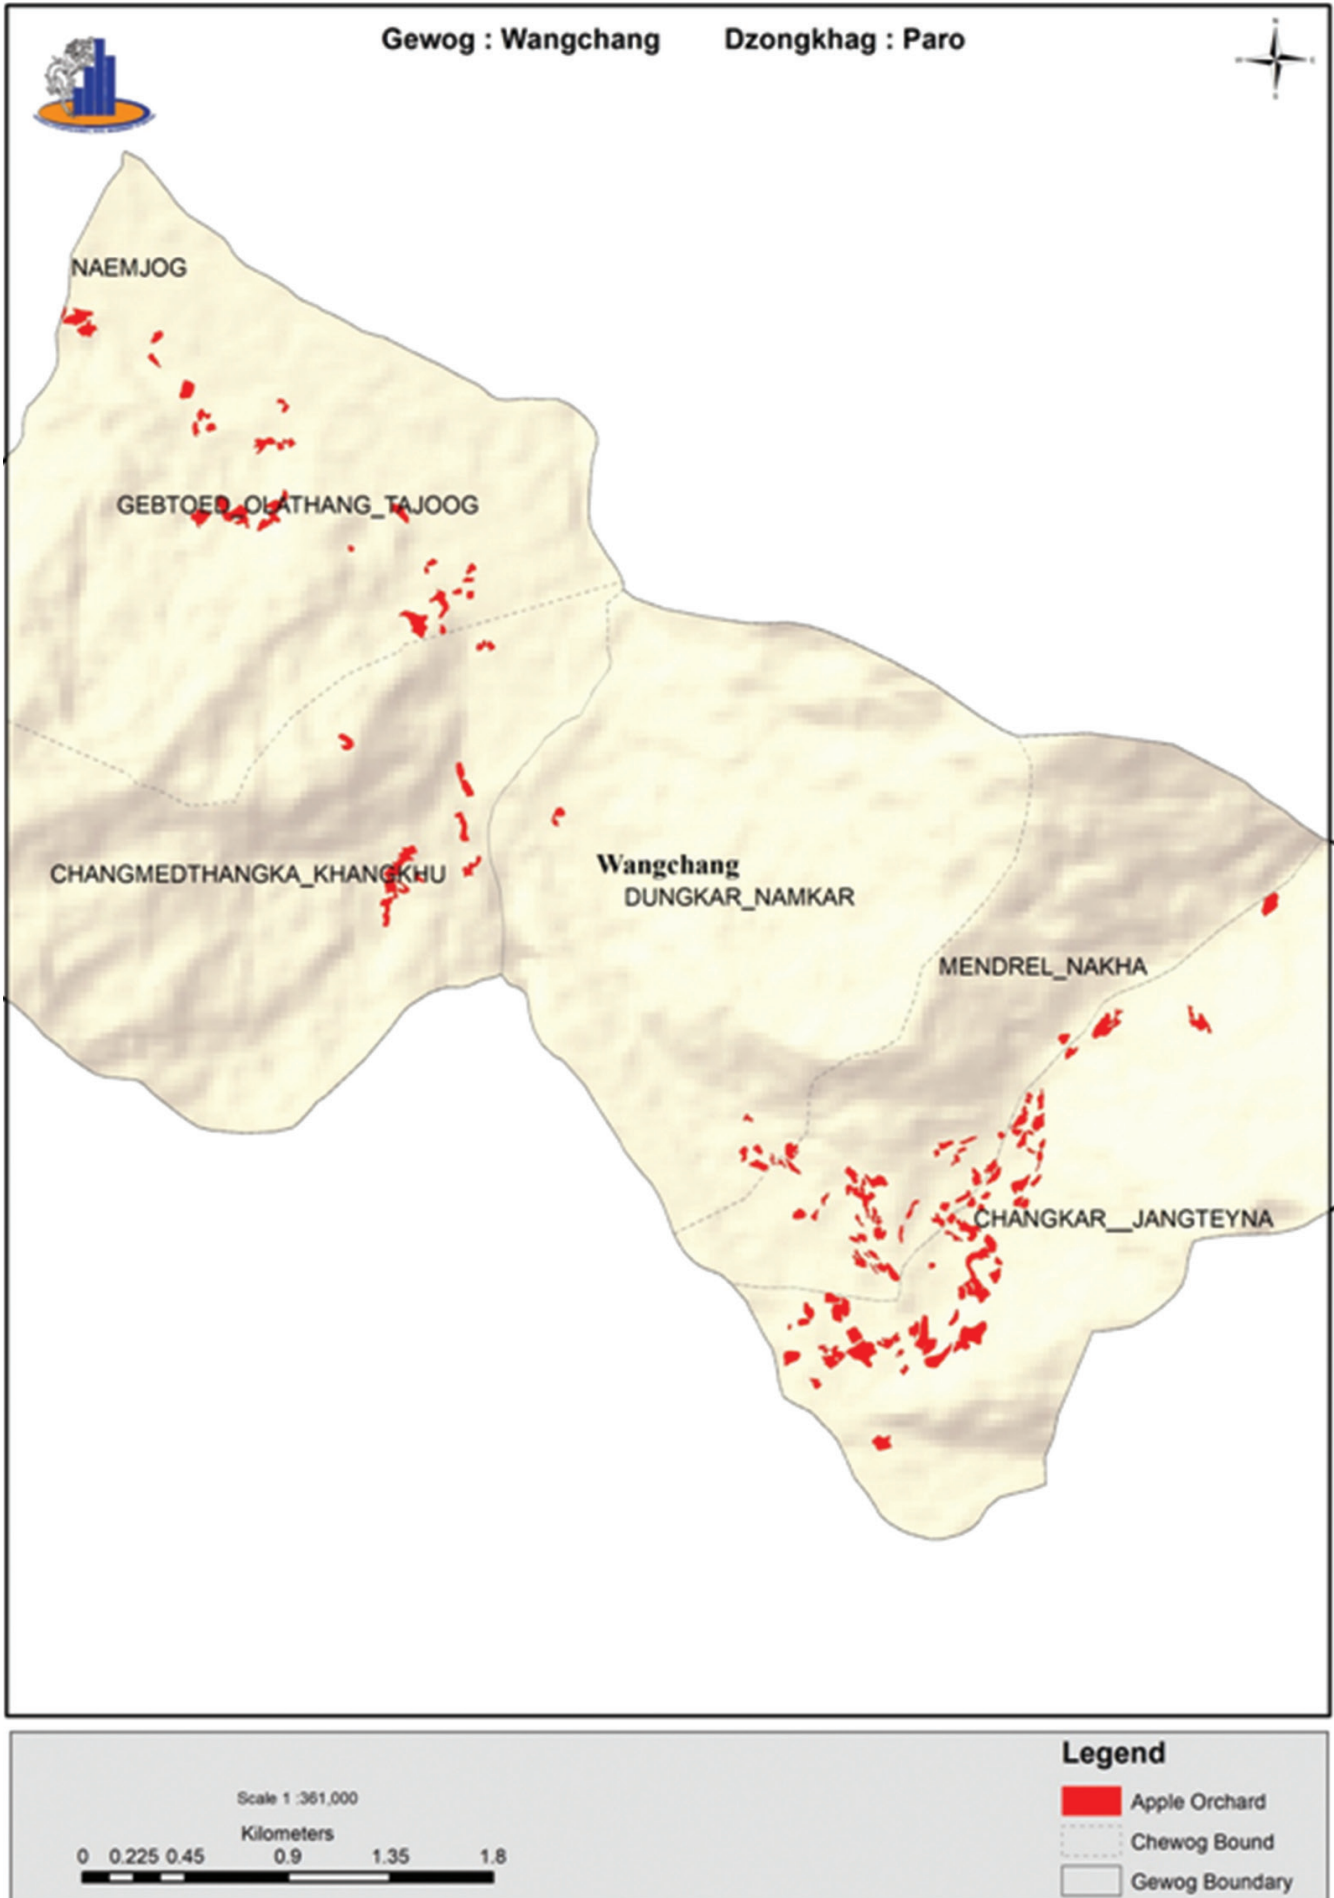 Gewog : Wangchang Dzongkhag : Paro
N
W E
S
NAEMJOG
GEBTOED_OLATHANG_TAJOOG
CHANGMEDTHANGKA_KHANGKHU
Wangchang
DUNGKAR_NAMKAR
MENDREL_NAKHA
CHANGKAR__JANGTEYNA
Scale 1 :361,000
Kilometers
0 0.225 0.45 0.9 1.35 1.8
Legend
Apple Orchard
Chewog Bound
Gewog Boundary